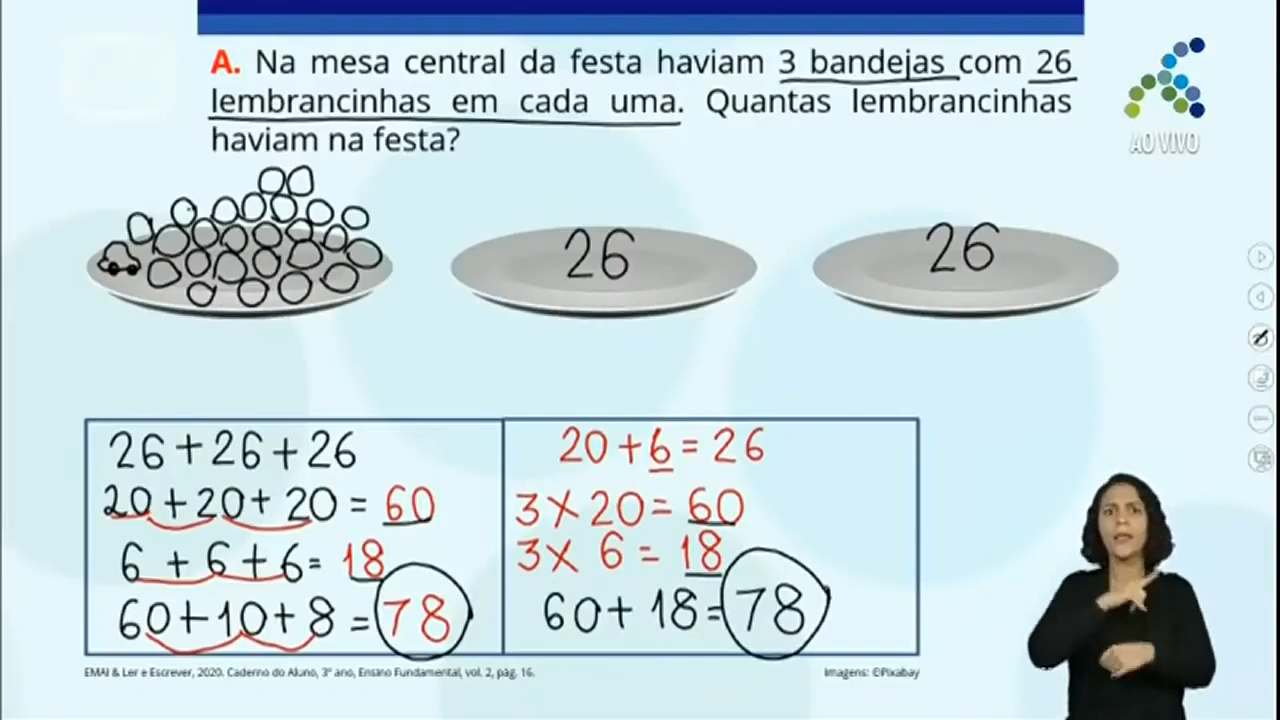 A. Na mesa central da festa haviam 3 bandejas com 26
lembrancinhas em cada uma. Quantas lembrancinhas
haviam na festa?
AO VIVO
26
26
26+26+26
20+20+20=60
6+6+6=18
60+10+8=78
20+6=26
3×20=60
3×6=18
60+18=78
EMAI & Ler e Escrever, 2020. Caderno do Aluno, 3º ano, Ensino Fundamental, vol. 2, pág. 16.
Imagens: ©Pixabay